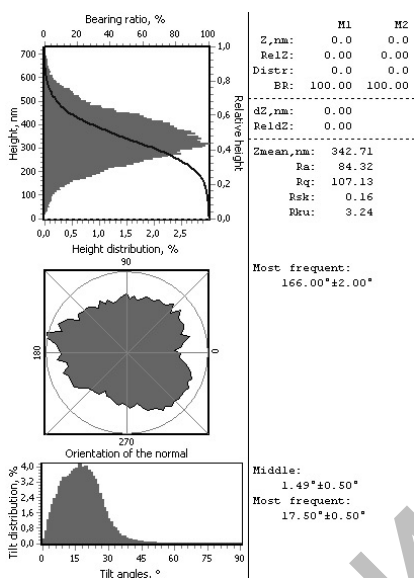 Bearing ratio, %
0 20 40 60 80 100
700
600
500
400
300
200
100
0
Height, nm
1,0
0,8
0,6
0,4
0,2
0,0
Relative height
0,0 0,5 1,0 1,5 2,0 2,5
Height distribution, %
90
180
0
270
Orientation of the normal
4,0
3,2
2,6
1,9
1,3
0,6
0,0
Tilt distribution, %
0 15 30 45 60 75 90
Tilt angles, °
M1 M2
Z,nm: 0.0 0.0
RelZ: 0.00 0.00
Distr: 0.0 0.0
BR: 100.00 100.00
dZ,nm: 0.00
ReldZ: 0.00
Zmean,nm: 342.71
Ra: 84.32
Rq: 107.13
Rsk: 0.16
Rku: 3.24
Most frequent:
166.00°±2.00°
Middle:
1.49°±0.50°
Most frequent:
17.50°±0.50°